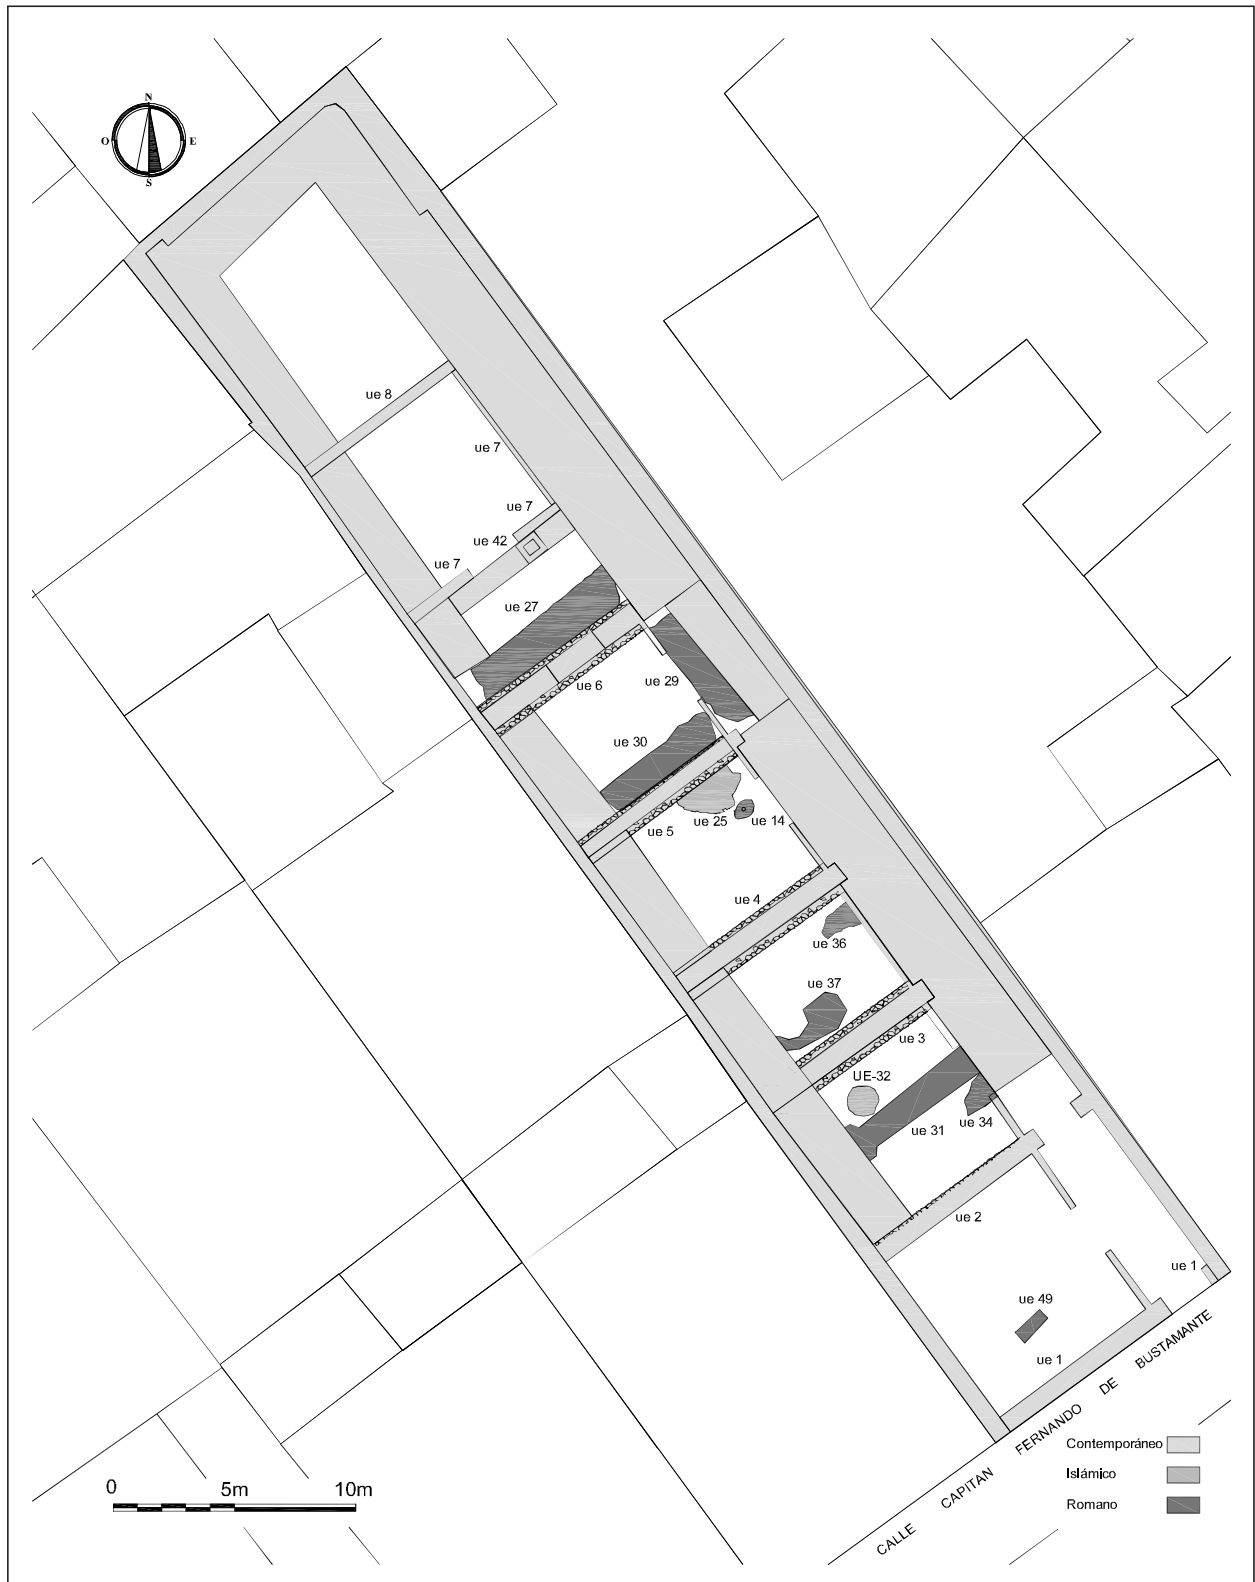 N
O E
S
ue 8
ue 7
ue 7
ue 42
ue 7
ue 27
ue 6
ue 29
ue 30
ue 5
ue 25
ue 14
ue 4
ue 36
ue 37
ue 3
UE-32
ue 34
ue 31
ue 2
ue 1
ue 49
ue 1
CALLE CAPITAN FERNANDO DE BUSTAMANTE
Contemporáneo
Islámico
Romano
0 5m 10m